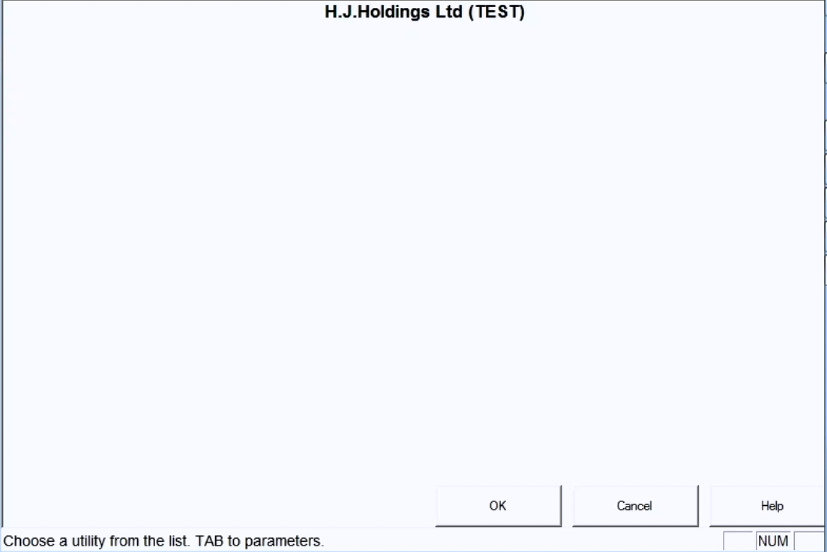 H.J.Holdings Ltd (TEST)
OK Cancel Help
Choose a utility from the list. TAB to parameters. NUM